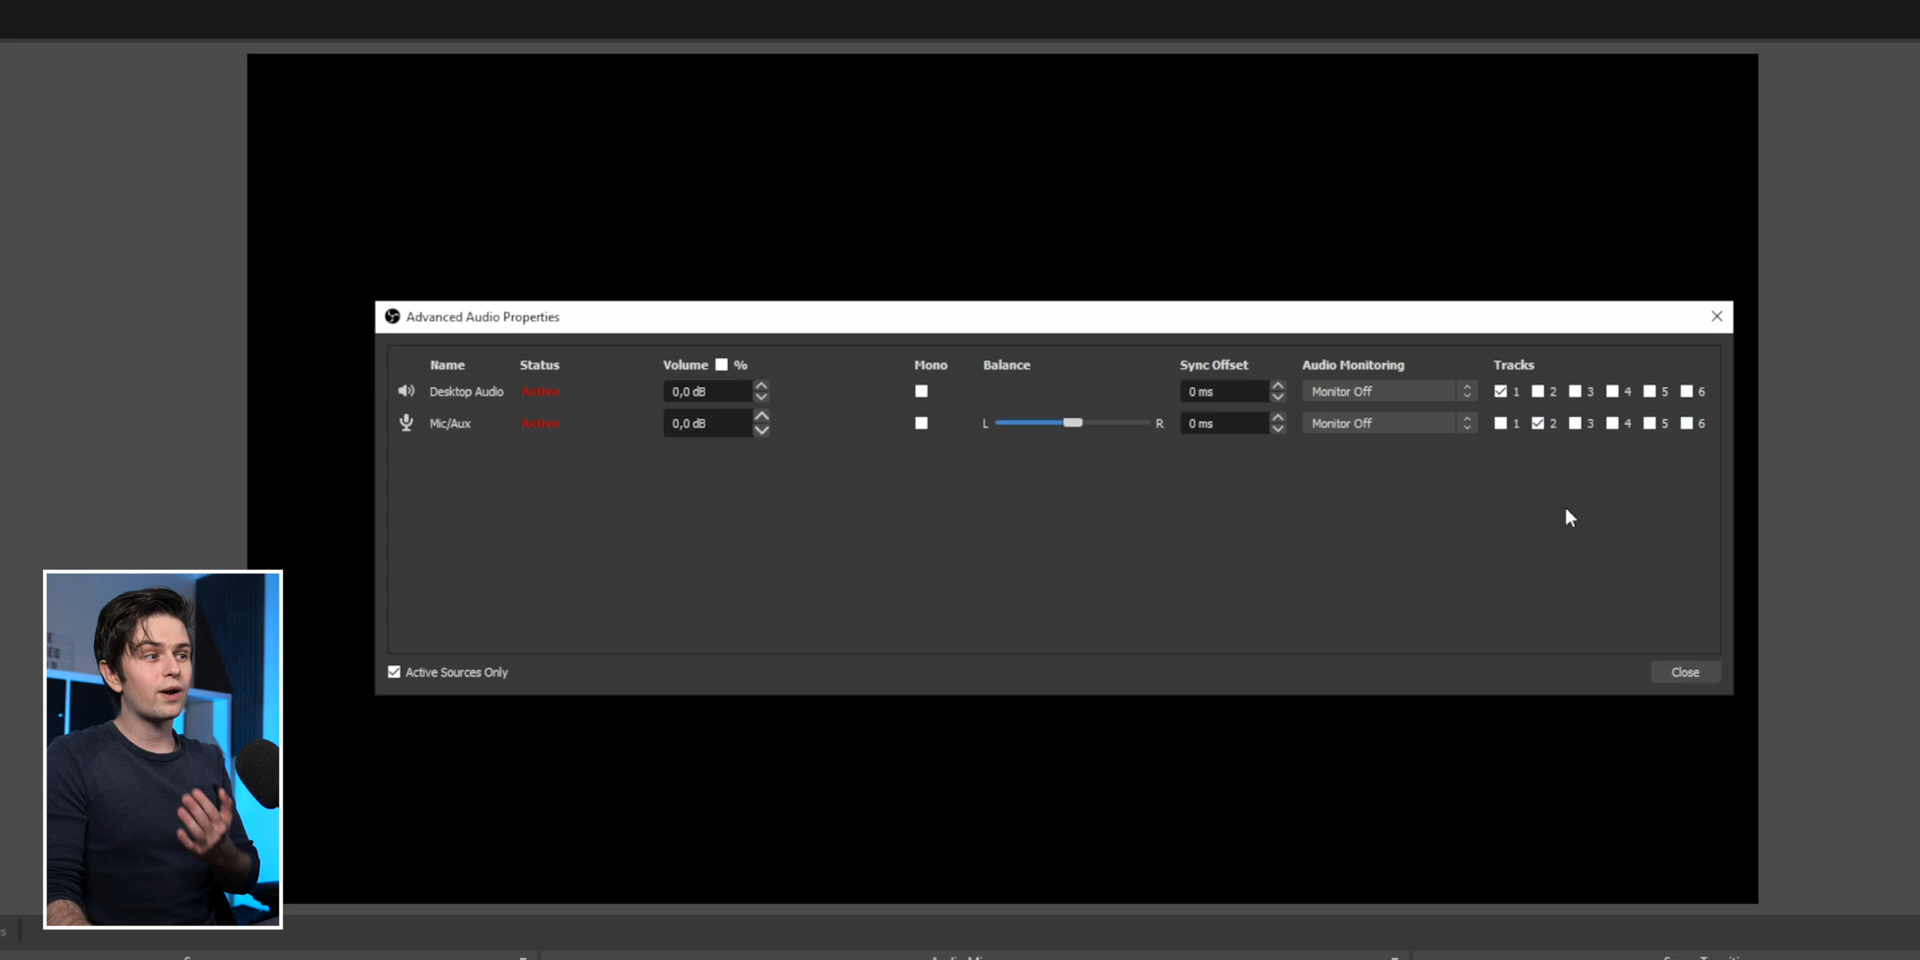 Advanced Audio Properties
Name Status Volume % Mono Balance Sync Offset Audio Monitoring Tracks
Desktop Audio Active 0,0 dB 0 ms Monitor Off 1 2 3 4 5 6
Mic/Aux Active 0,0 dB L R 0 ms Monitor Off 1 2 3 4 5 6
Active Sources Only Close